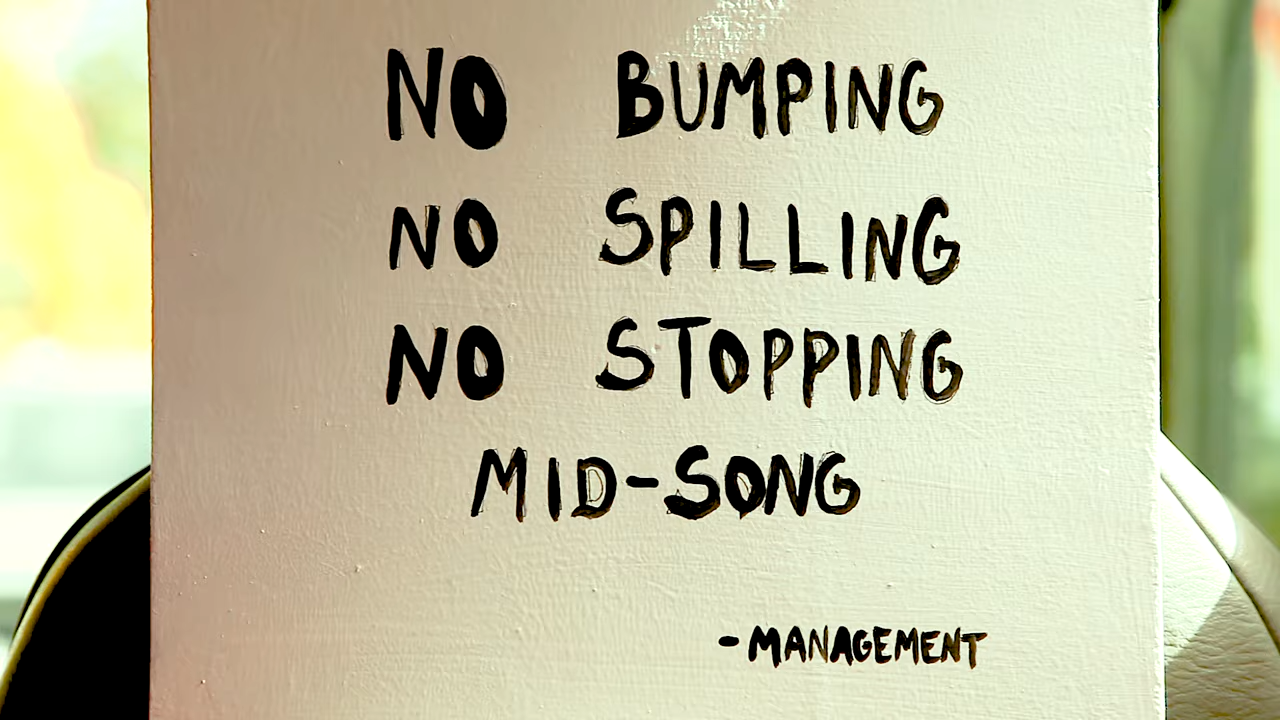 NO BUMPING
NO SPILLING
NO STOPPING
MID-SONG
-MANAGEMENT